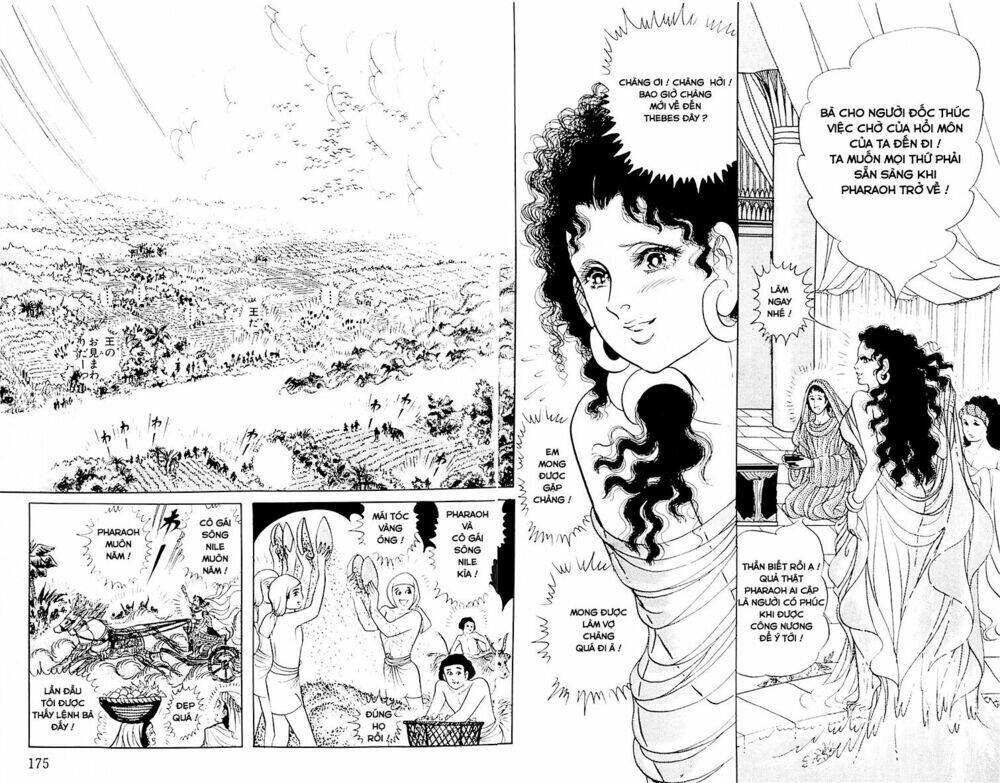 BẢ CHO NGƯỜI ĐỐC THÚC
VIỆC CHỞ CỦA HỒI MÔN
CỦA TA ĐẾN ĐI !
TA MUỐN MỌI THỨ PHẢI
SẴN SÀNG KHI
PHARAOH TRỞ VỀ !
LÀM
NGAY
NHÉ !
THẦN BIẾT RỒI Ạ !
QUẢ THẬT
PHARAOH AI CẬP
LÀ NGƯỜI CÓ PHÚC
KHI ĐƯỢC
CÔNG NƯƠNG
ĐỂ Ý TỚI !
CHÀNG ƠI ! CHÀNG HỠI !
BAO GIỜ CHÀNG
MỚI VỀ ĐẾN
THEBES ĐÂY ?
EM
MONG
ĐƯỢC
GẶP
CHÀNG !
MONG ĐƯỢC
LÀM VỢ
CHÀNG
QUÁ ĐI À !
王だ
王の
お見まわ
りだ
わ
わ
わ
PHARAOH
VÀ
CÔ GÁI
SÔNG
NILE
KÌA !
MÁI TÓC
VÀNG
ÓNG !
ĐÚNG
HỌ
RỒI !
CÔ GÁI
SÔNG
NILE
MUÔN
NĂM !
わ
PHARAOH
MUÔN
NĂM !
ĐẸP
QUÁ !
LẦN ĐẦU
TÔI ĐƯỢC
THẤY LỆNH BÀ
ĐẤY !
175